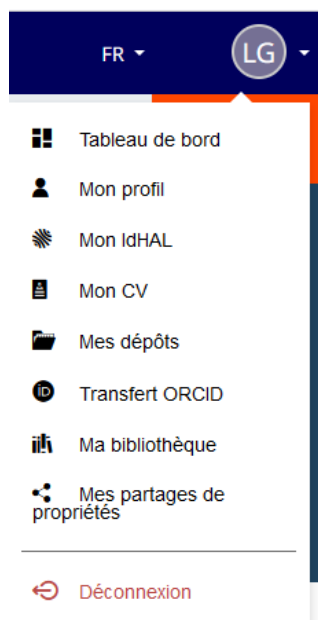 FR
LG
Tableau de bord
Mon profil
Mon IdHAL
Mon CV
Mes dépôts
iD
Transfert ORCID
Ma bibliothèque
Mes partages de
propriétés
Déconnexion